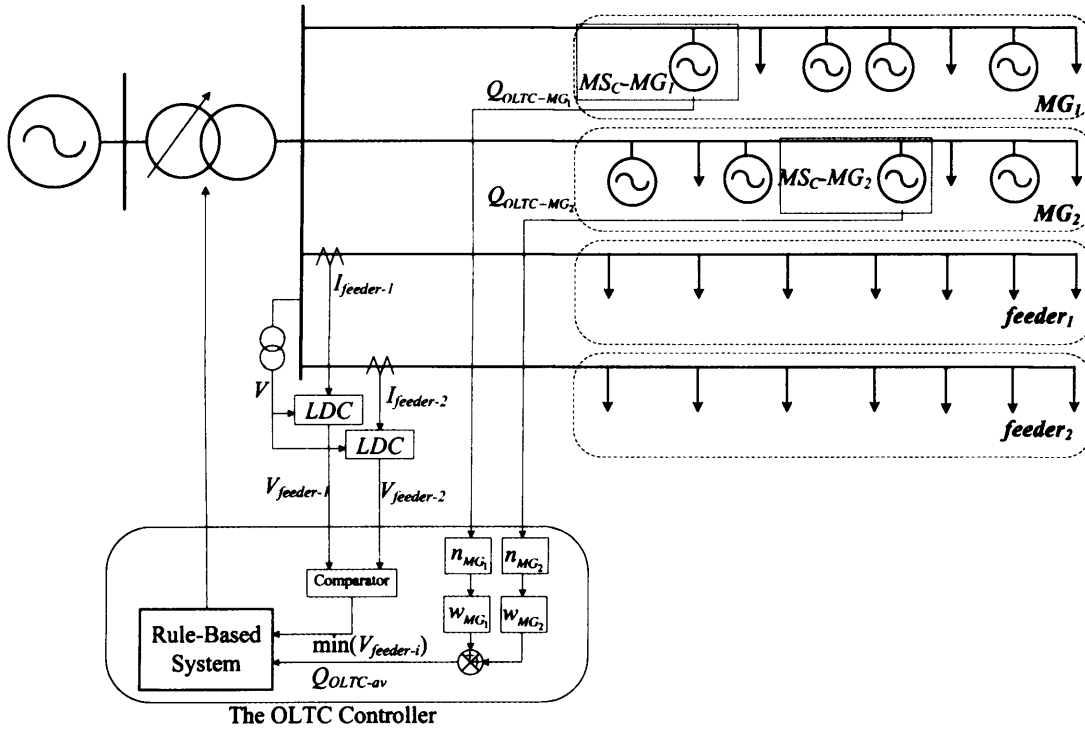 MS_C-MG_1
Q_OLTC-MG_1
MG_1
MS_C-MG_2
Q_OLTC-MG_2
MG_2
I_feeder-1
feeder_1
V
LDC
I_feeder-2
feeder_2
LDC
V_feeder-1
V_feeder-2
n_MG_1
n_MG_2
Comparator
w_MG_1
w_MG_2
Rule-Based
System
min(V_feeder-i)
Q_OLTC-av
The OLTC Controller